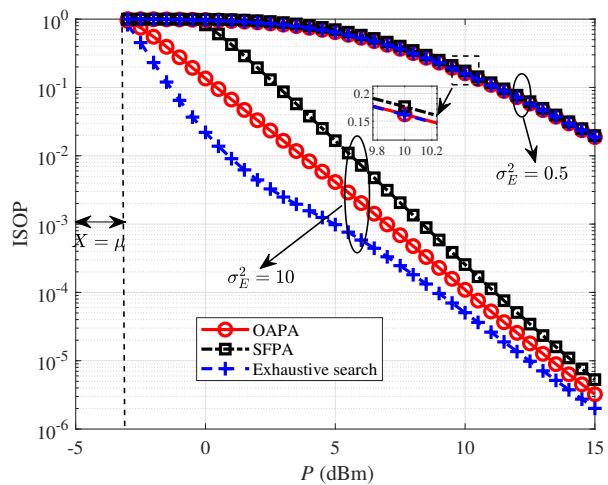 10^0
10^{-1}
10^{-2}
10^{-3}
10^{-4}
10^{-5}
10^{-6}
ISOP
0.2
0.15
9.8 10 10.2
σ_E^2 = 0.5
X = μ
σ_E^2 = 10
OAPA
SFPA
Exhaustive search
-5 0 5 10 15
P (dBm)